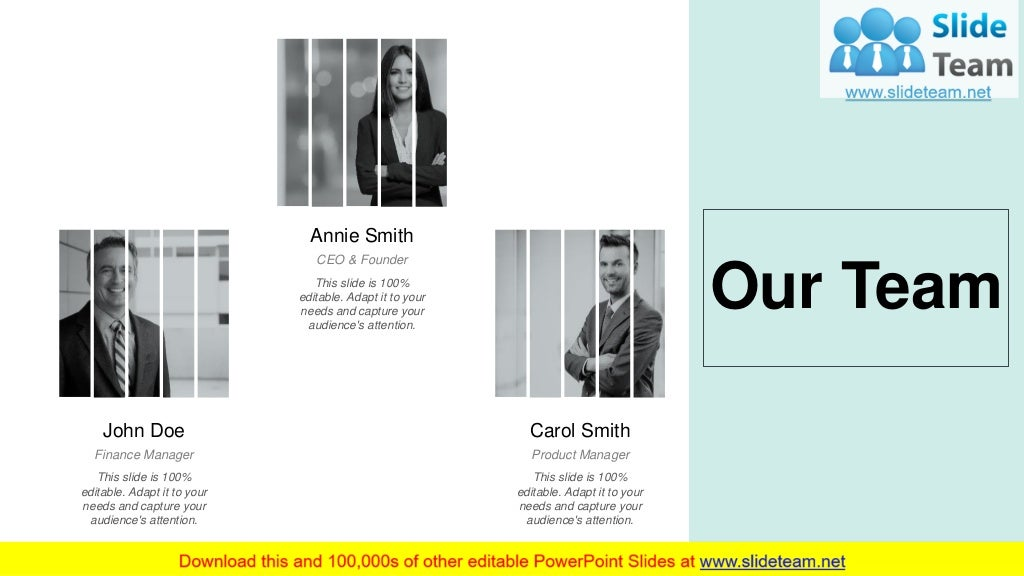 Slide
Team
www.slideteam.net
Our Team
Annie Smith
CEO & Founder
This slide is 100%
editable. Adapt it to your
needs and capture your
audience's attention.
John Doe
Finance Manager
This slide is 100%
editable. Adapt it to your
needs and capture your
audience's attention.
Carol Smith
Product Manager
This slide is 100%
editable. Adapt it to your
needs and capture your
audience's attention.
Download this and 100,000s of other editable PowerPoint Slides at www.slideteam.net